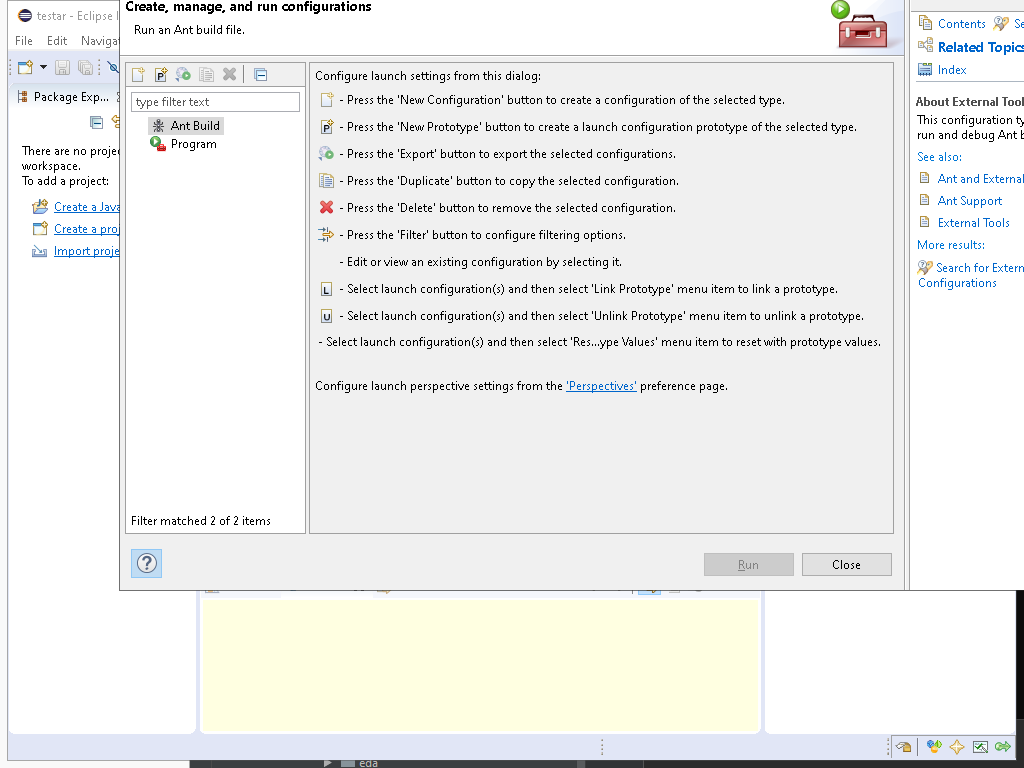 testar - Eclipse
File Edit Naviga
Package Exp...
There are no proje
workspace.
To add a project:
Create a Java
Create a proj
Import proje
Create, manage, and run configurations
Run an Ant build file.
type filter text
Ant Build
Program
Filter matched 2 of 2 items
Configure launch settings from this dialog:
- Press the 'New Configuration' button to create a configuration of the selected type.
P - Press the 'New Prototype' button to create a launch configuration prototype of the selected type.
- Press the 'Export' button to export the selected configurations.
- Press the 'Duplicate' button to copy the selected configuration.
- Press the 'Delete' button to remove the selected configuration.
- Press the 'Filter' button to configure filtering options.
- Edit or view an existing configuration by selecting it.
L - Select launch configuration(s) and then select 'Link Prototype' menu item to link a prototype.
U - Select launch configuration(s) and then select 'Unlink Prototype' menu item to unlink a prototype.
- Select launch configuration(s) and then select 'Res...ype Values' menu item to reset with prototype values.
Configure launch perspective settings from the 'Perspectives' preference page.
?
Run Close
Contents Se
Related Topics
Index
About External Tool
This configuration ty
run and debug Ant b
See also:
Ant and External
Ant Support
External Tools
More results:
Search for Extern
Configurations
eda